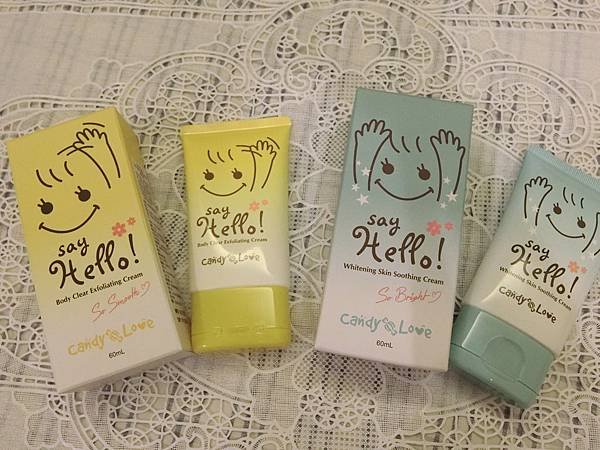 say
Hello!
Body Clear Exfoliating Cream
So Smooth
Candy Love
60mL
say
Hello!
Body Clear Exfoliating Cream
Candy Love
say
Hello!
Whitening Skin Soothing Cream
So Bright
Candy Love
60mL
say
Hello!
Whitening Skin Soothing Cream
Candy Love